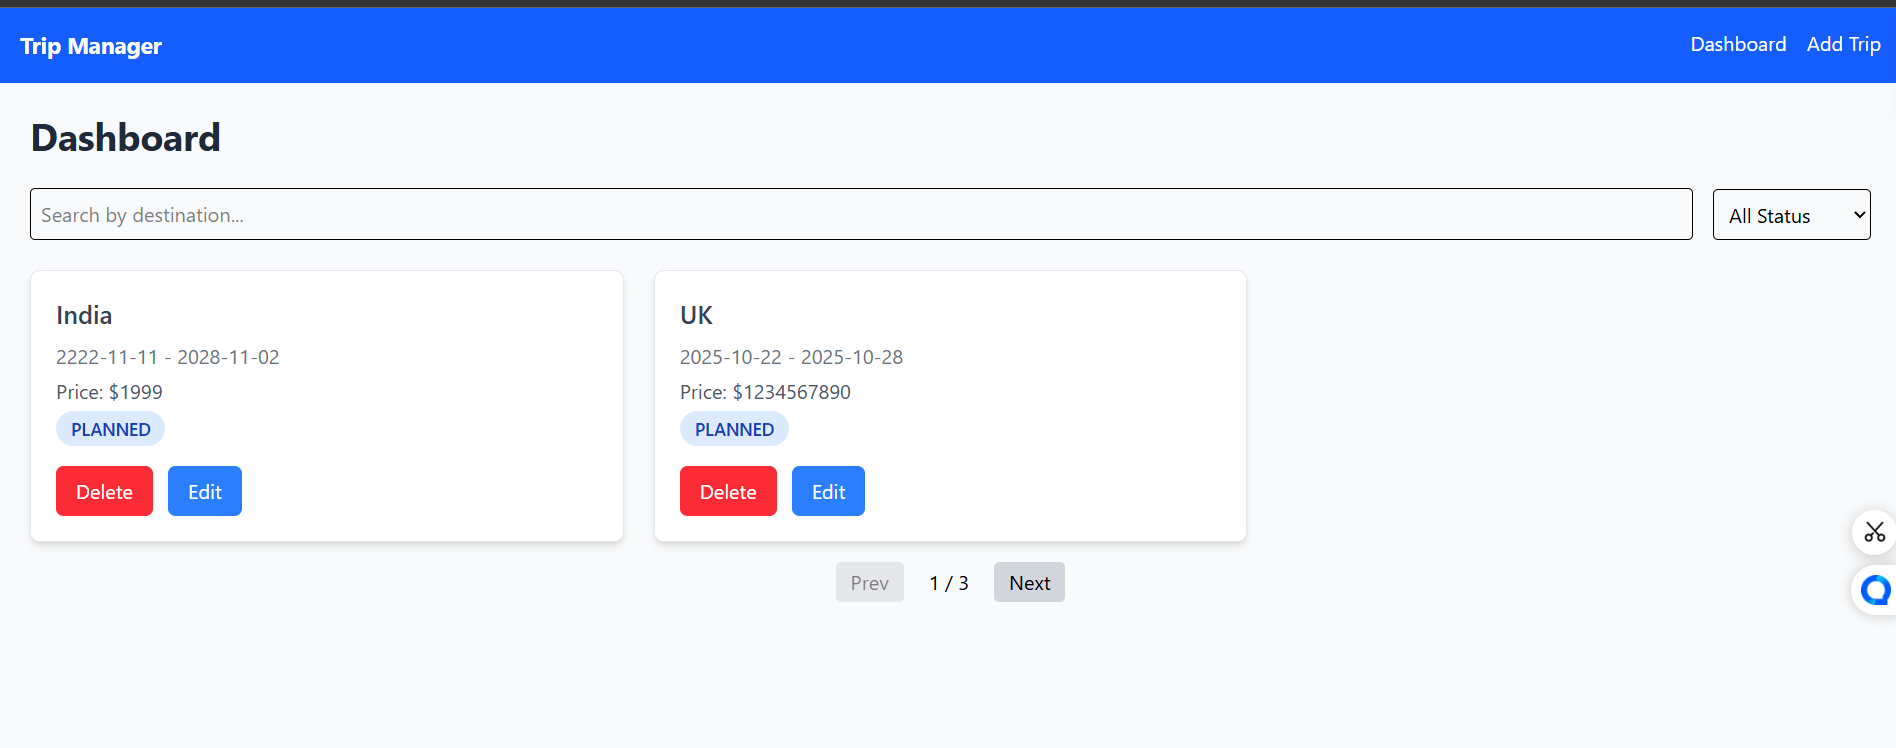 Trip Manager
Dashboard
Add Trip
Dashboard
Search by destination...
All Status
India
2222-11-11 - 2028-11-02
Price: $1999
PLANNED
Delete
Edit
UK
2025-10-22 - 2025-10-28
Price: $1234567890
PLANNED
Delete
Edit
Prev
1 / 3
Next